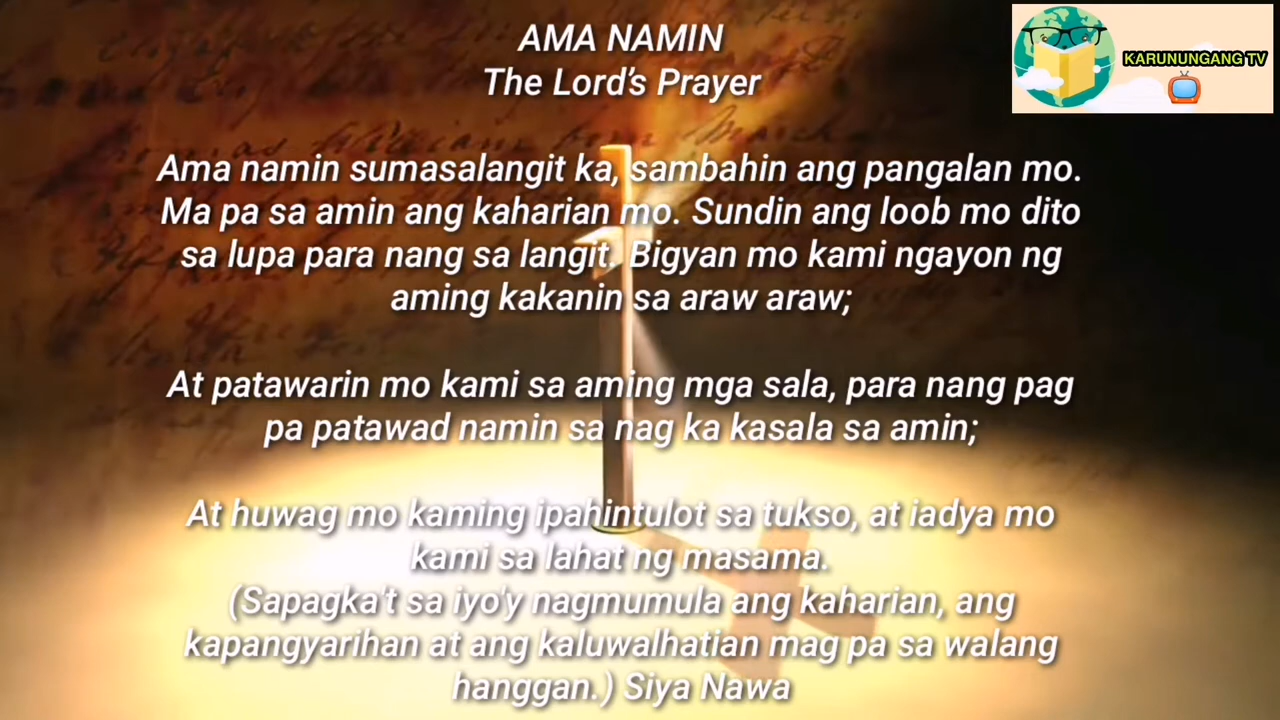 AMA NAMIN
The Lord's Prayer
KARUNUNGANG TV
Ama namin sumasalangit ka, sambahin ang pangalan mo.
Ma pa sa amin ang kaharian mo. Sundin ang loob mo dito
sa lupa para nang sa langit. Bigyan mo kami ngayon ng
aming kakanin sa araw araw;
At patawarin mo kami sa aming mga sala, para nang pag
pa patawad namin sa nag ka kasala sa amin;
At huwag mo kaming ipahintulot sa tukso, at iadya mo
kami sa lahat ng masama.
(Sapagka't sa iyo'y nagmumula ang kaharian, ang
kapangyarihan at ang kaluwalhatian mag pa sa walang
hanggan.) Siya Nawa